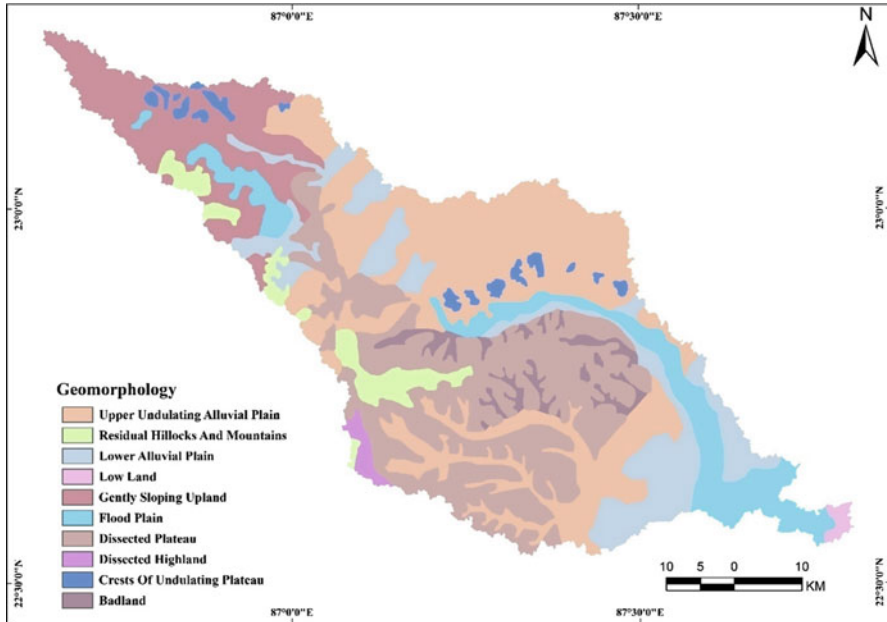 87°0'0"E
87°30'0"E
N
23°0'0"N
23°0'0"N
Geomorphology
Upper Undulating Alluvial Plain
Residual Hillocks And Mountains
Lower Alluvial Plain
Low Land
Gently Sloping Upland
Flood Plain
Dissected Plateau
Dissected Highland
Crests Of Undulating Plateau
Badland
10 5 0 10
KM
22°30'0"N
22°30'0"N
87°0'0"E
87°30'0"E